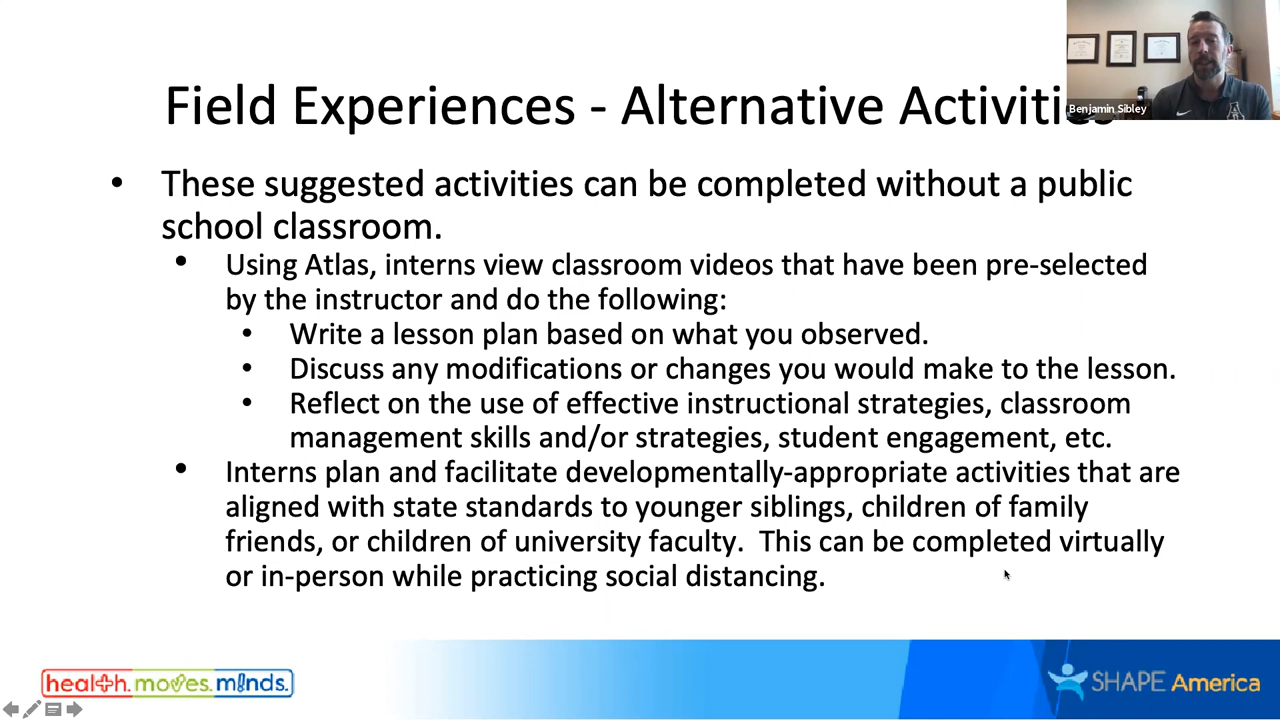 Field Experiences - Alternative Activities
Benjamin Sibley
• These suggested activities can be completed without a public
school classroom.
• Using Atlas, interns view classroom videos that have been pre-selected
by the instructor and do the following:
• Write a lesson plan based on what you observed.
• Discuss any modifications or changes you would make to the lesson.
• Reflect on the use of effective instructional strategies, classroom
management skills and/or strategies, student engagement, etc.
• Interns plan and facilitate developmentally-appropriate activities that are
aligned with state standards to younger siblings, children of family
friends, or children of university faculty.  This can be completed virtually
or in-person while practicing social distancing.
health.moves.minds.
SHAPE America